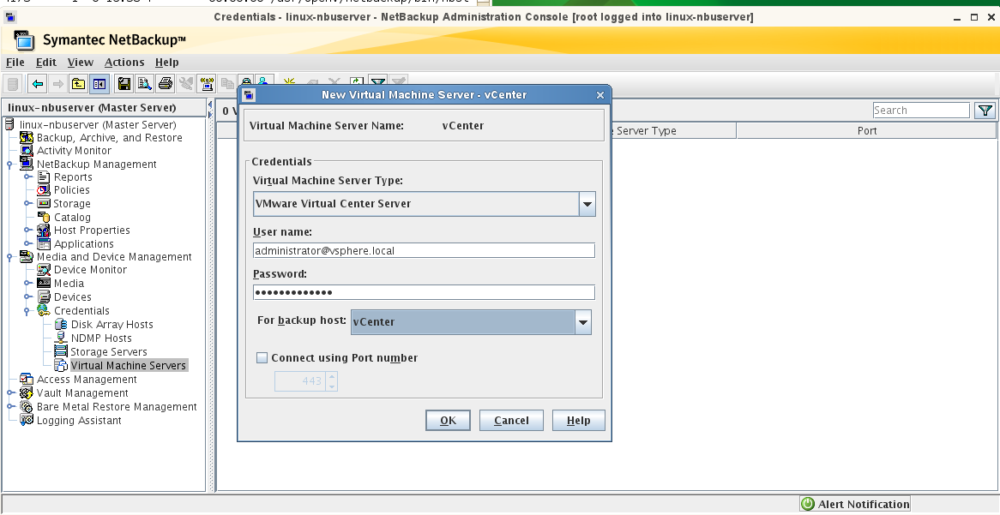 Credentials - linux-nbuserver - NetBackup Administration Console [root logged into linux-nbuserver]
Symantec NetBackup™
File Edit View Actions Help
linux-nbuserver (Master Server)
linux-nbuserver (Master Server)
Backup, Archive, and Restore
Activity Monitor
NetBackup Management
Reports
Policies
Storage
Catalog
Host Properties
Applications
Media and Device Management
Device Monitor
Media
Devices
Credentials
Disk Array Hosts
NDMP Hosts
Storage Servers
Virtual Machine Servers
Access Management
Vault Management
Bare Metal Restore Management
Logging Assistant
0 V
Search
Server Type Port
New Virtual Machine Server - vCenter
Virtual Machine Server Name: vCenter
Credentials
Virtual Machine Server Type:
VMware Virtual Center Server
User name:
administrator@vsphere.local
Password:
•••••••••••••
For backup host: vCenter
Connect using Port number
443
OK Cancel Help
Alert Notification